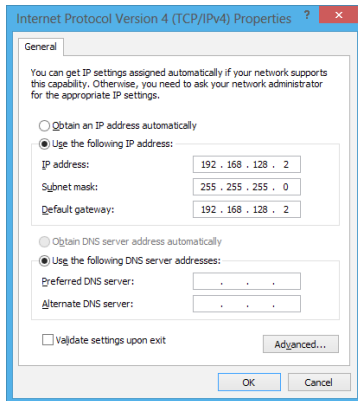 Internet Protocol Version 4 (TCP/IPv4) Properties ? ×
General
You can get IP settings assigned automatically if your network supports
this capability. Otherwise, you need to ask your network administrator
for the appropriate IP settings.
Obtain an IP address automatically
Use the following IP address:
IP address: 192 . 168 . 128 . 2
Subnet mask: 255 . 255 . 255 . 0
Default gateway: 192 . 168 . 128 . 2
Obtain DNS server address automatically
Use the following DNS server addresses:
Preferred DNS server: . . .
Alternate DNS server: . . .
Validate settings upon exit
Advanced...
OK Cancel